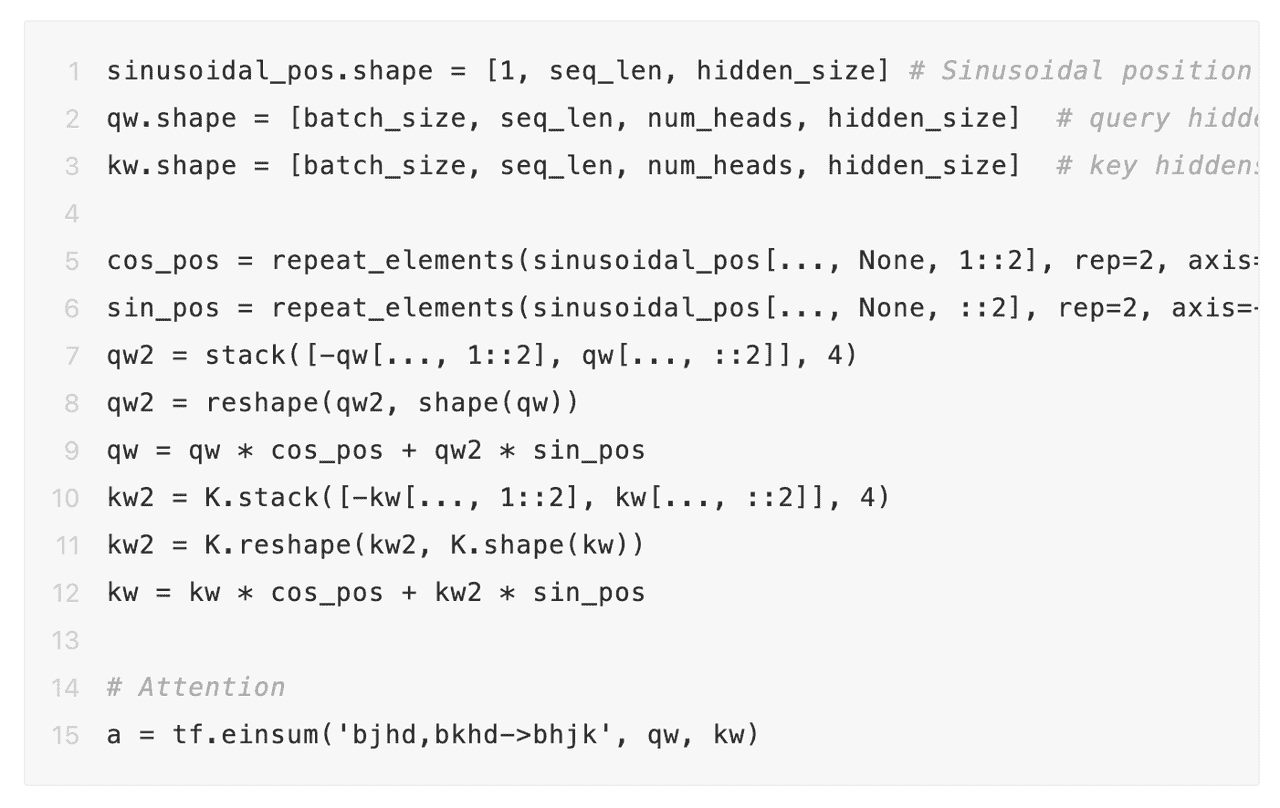 1 sinusoidal_pos.shape = [1, seq_len, hidden_size] # Sinusoidal position
2 qw.shape = [batch_size, seq_len, num_heads, hidden_size]  # query
3 kw.shape = [batch_size, seq_len, num_heads, hidden_size]  # key
4
5 cos_pos = repeat_elements(sinusoidal_pos[..., None, 1::2], rep=2, axis=
6 sin_pos = repeat_elements(sinusoidal_pos[..., None, ::2], rep=2, axis=-
7 qw2 = stack([-qw[..., 1::2], qw[..., ::2]], 4)
8 qw2 = reshape(qw2, shape(qw))
9 qw = qw * cos_pos + qw2 * sin_pos
10 kw2 = K.stack([-kw[..., 1::2], kw[..., ::2]], 4)
11 kw2 = K.reshape(kw2, K.shape(kw))
12 kw = kw * cos_pos + kw2 * sin_pos
13
14 # Attention
15 a = tf.einsum('bjhd,bkhd->bhjk', qw, kw)